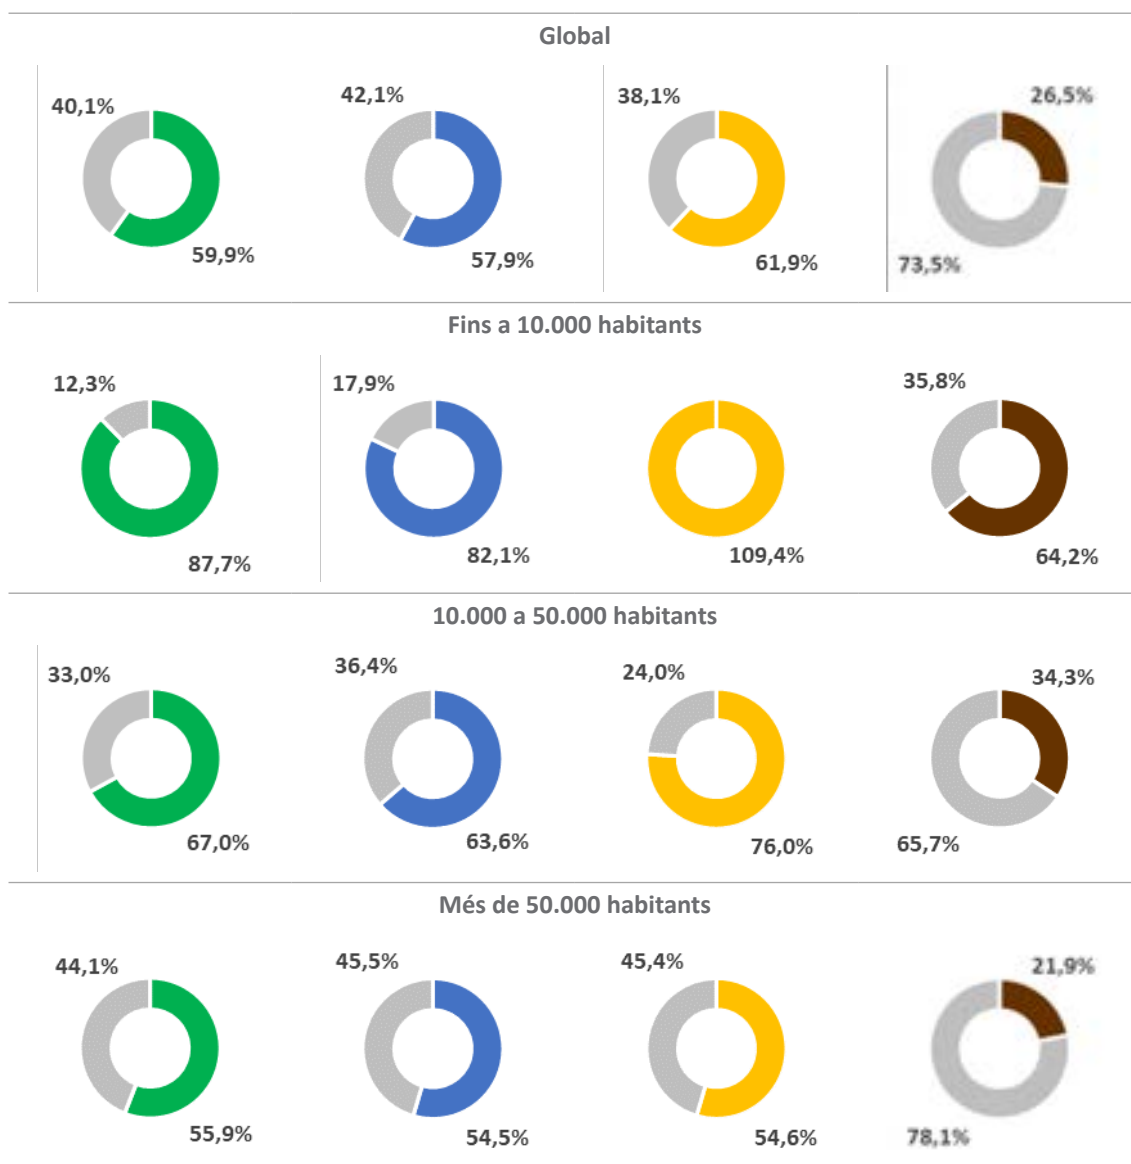 Global
40,1% 42,1% 38,1% 26,5%
59,9% 57,9% 61,9% 73,5%
Fins a 10.000 habitants
12,3% 17,9% 35,8%
87,7% 82,1% 109,4% 64,2%
10.000 a 50.000 habitants
33,0% 36,4% 24,0% 34,3%
67,0% 63,6% 76,0% 65,7%
Més de 50.000 habitants
44,1% 45,5% 45,4% 21,9%
55,9% 54,5% 54,6% 78,1%